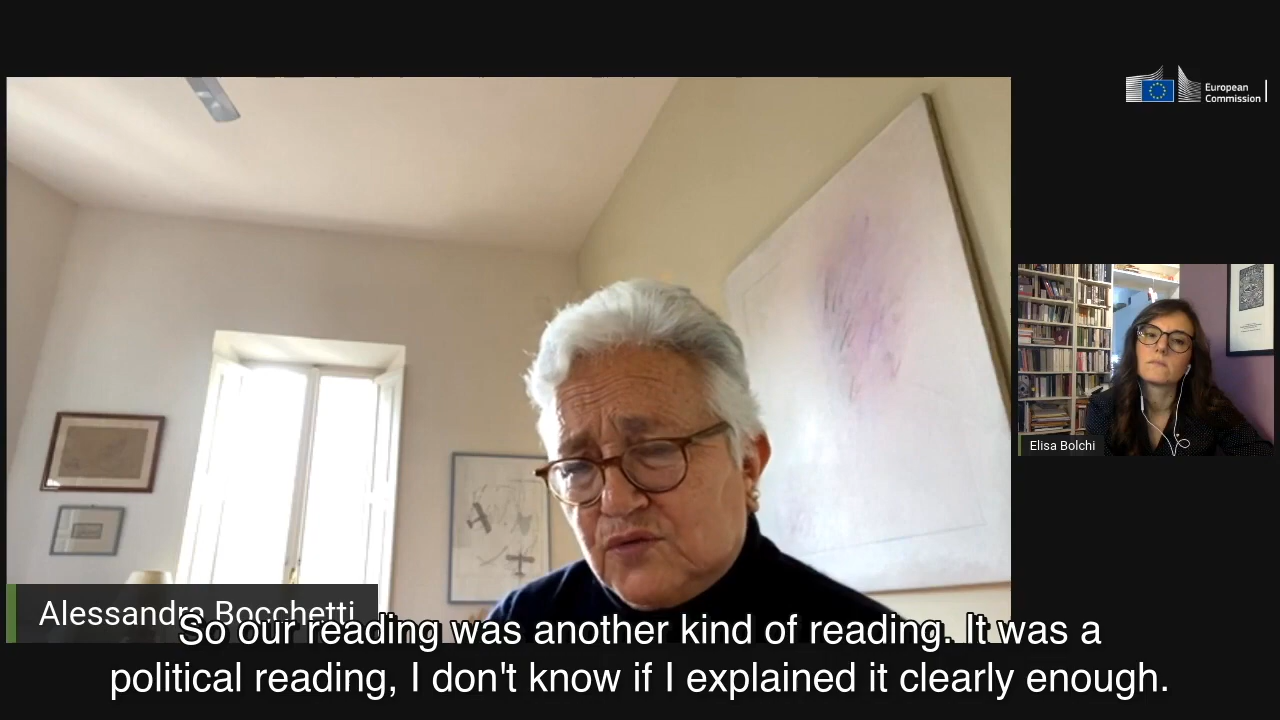 European
Commission
Elisa Bolchi
Alessandra Bocchetti
So our reading was another kind of reading. It was a
political reading, I don't know if I explained it clearly enough.